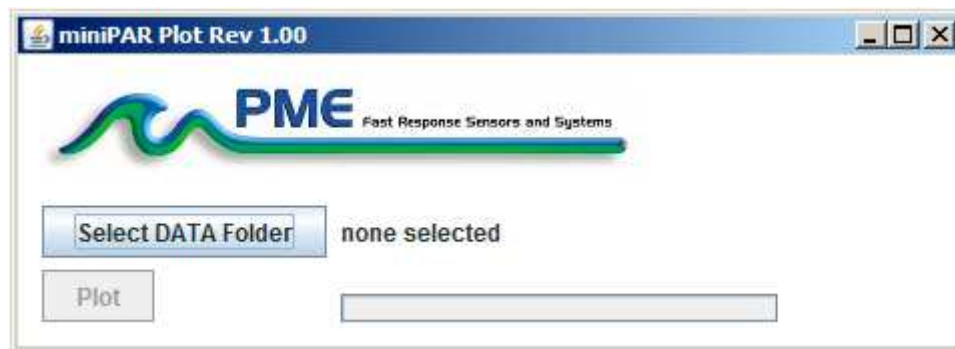 miniPAR Plot Rev 1.00
PME Fast Response Sensors and Systems
Select DATA Folder none selected
Plot